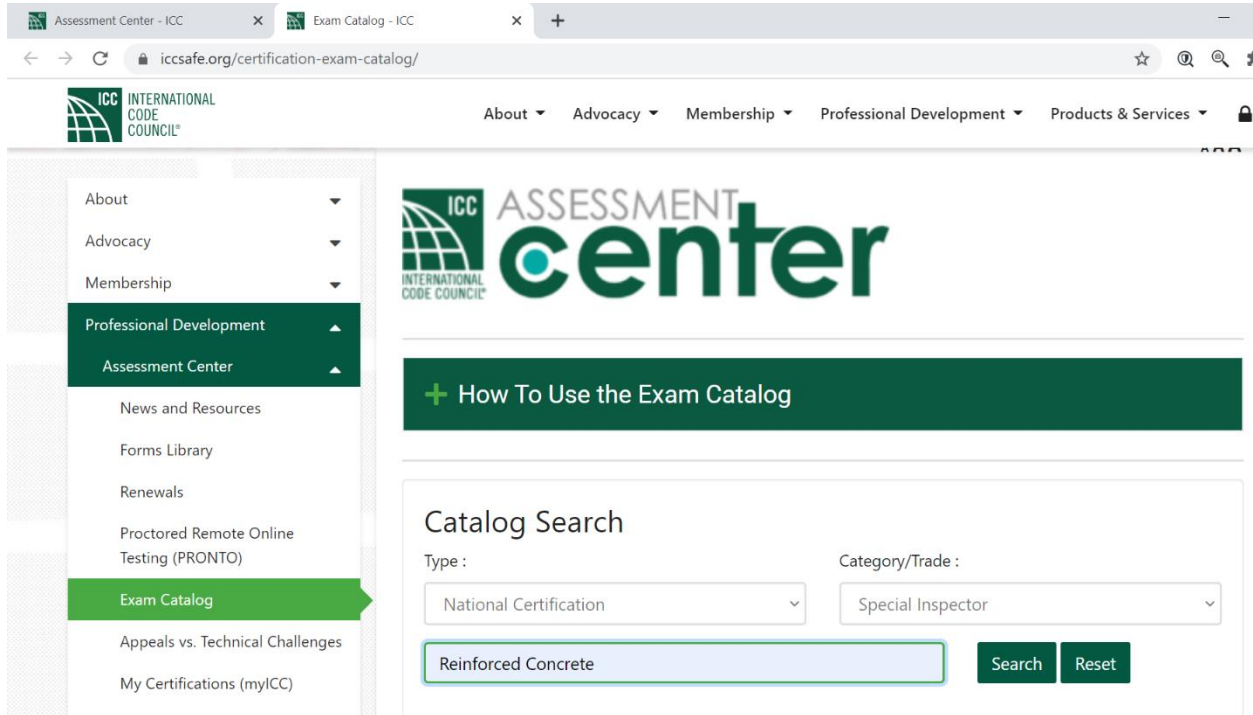 Assessment Center - ICC
Exam Catalog - ICC
iccsafe.org/certification-exam-catalog/
ICC INTERNATIONAL
CODE
COUNCIL®
About
Advocacy
Membership
Professional Development
Products & Services
About
Advocacy
Membership
Professional Development
Assessment Center
News and Resources
Forms Library
Renewals
Proctored Remote Online
Testing (PRONTO)
Exam Catalog
Appeals vs. Technical Challenges
My Certifications (myICC)
ICC
INTERNATIONAL
CODE COUNCIL®
ASSESSMENT
center
+ How To Use the Exam Catalog
Catalog Search
Type :
Category/Trade :
National Certification
Special Inspector
Reinforced Concrete
Search
Reset